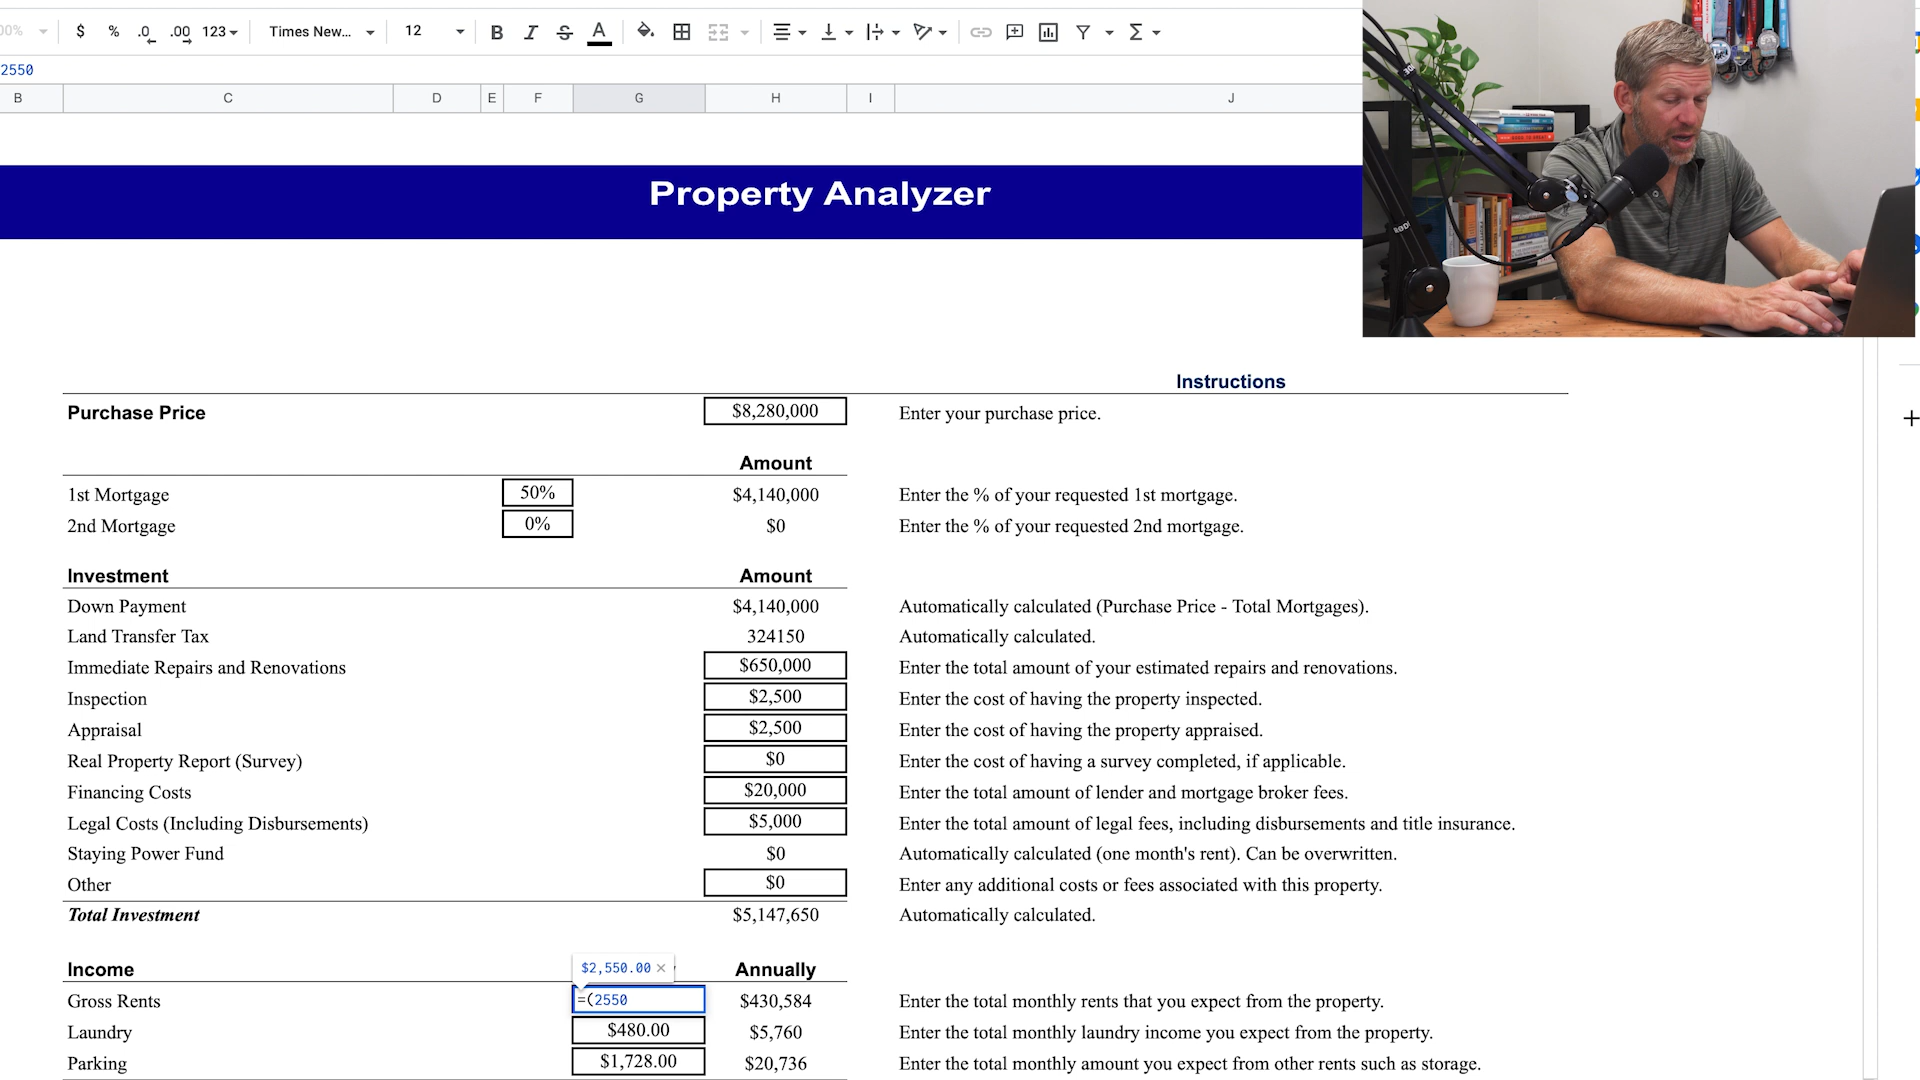 $ % .0 .00 123 Times New... 12 B I S A
2550
B C D E F G H I J
Property Analyzer
Instructions
Purchase Price $8,280,000 Enter your purchase price.
Amount
1st Mortgage 50% $4,140,000 Enter the % of your requested 1st mortgage.
2nd Mortgage 0% $0 Enter the % of your requested 2nd mortgage.
Investment Amount
Down Payment $4,140,000 Automatically calculated (Purchase Price - Total Mortgages).
Land Transfer Tax 324150 Automatically calculated.
Immediate Repairs and Renovations $650,000 Enter the total amount of your estimated repairs and renovations.
Inspection $2,500 Enter the cost of having the property inspected.
Appraisal $2,500 Enter the cost of having the property appraised.
Real Property Report (Survey) $0 Enter the cost of having a survey completed, if applicable.
Financing Costs $20,000 Enter the total amount of lender and mortgage broker fees.
Legal Costs (Including Disbursements) $5,000 Enter the total amount of legal fees, including disbursements and title insurance.
Staying Power Fund $0 Automatically calculated (one month's rent). Can be overwritten.
Other $0 Enter any additional costs or fees associated with this property.
Total Investment $5,147,650 Automatically calculated.
Income $2,550.00 × Annually
Gross Rents =(2550 $430,584 Enter the total monthly rents that you expect from the property.
Laundry $480.00 $5,760 Enter the total monthly laundry income you expect from the property.
Parking $1,728.00 $20,736 Enter the total monthly amount you expect from other rents such as storage.